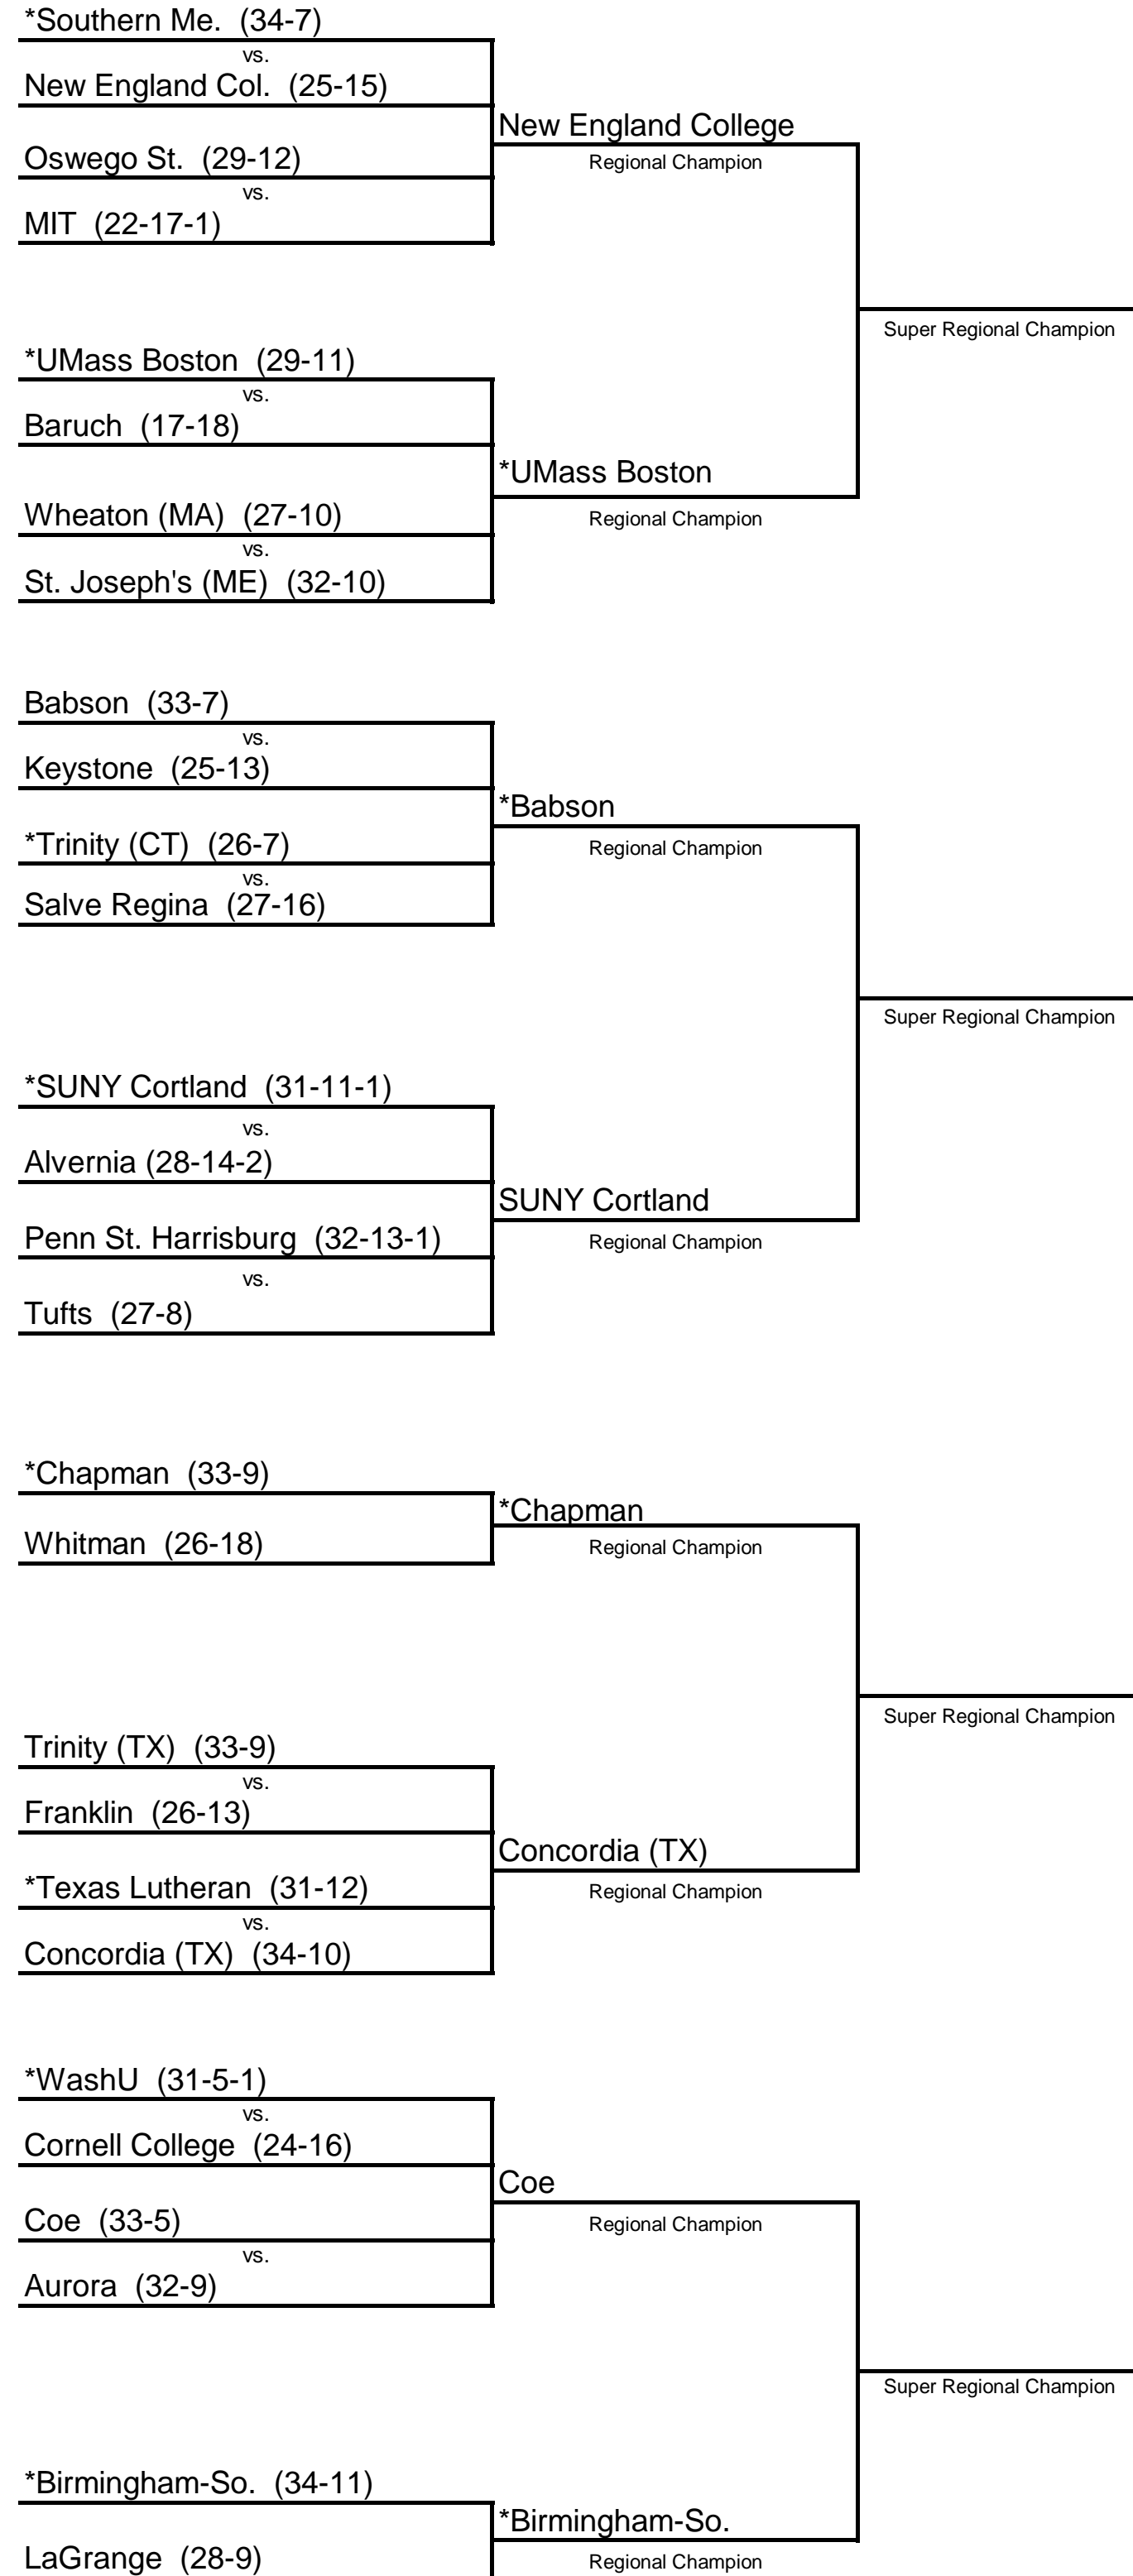 *Southern Me.  (34-7)
vs.
New England Col.  (25-15)
New England College
Regional Champion
Oswego St.  (29-12)
vs.
MIT  (22-17-1)
Super Regional Champion
*UMass Boston  (29-11)
vs.
Baruch  (17-18)
*UMass Boston
Regional Champion
Wheaton (MA)  (27-10)
vs.
St. Joseph's (ME)  (32-10)
Babson  (33-7)
vs.
Keystone  (25-13)
*Babson
Regional Champion
*Trinity (CT)  (26-7)
vs.
Salve Regina  (27-16)
Super Regional Champion
*SUNY Cortland  (31-11-1)
vs.
Alvernia (28-14-2)
SUNY Cortland
Regional Champion
Penn St. Harrisburg  (32-13-1)
vs.
Tufts  (27-8)
*Chapman  (33-9)
*Chapman
Regional Champion
Whitman  (26-18)
Super Regional Champion
Trinity (TX)  (33-9)
vs.
Franklin  (26-13)
Concordia (TX)
Regional Champion
*Texas Lutheran  (31-12)
vs.
Concordia (TX)  (34-10)
*WashU  (31-5-1)
vs.
Cornell College  (24-16)
Coe
Regional Champion
Coe  (33-5)
vs.
Aurora  (32-9)
Super Regional Champion
*Birmingham-So.  (34-11)
*Birmingham-So.
Regional Champion
LaGrange  (28-9)